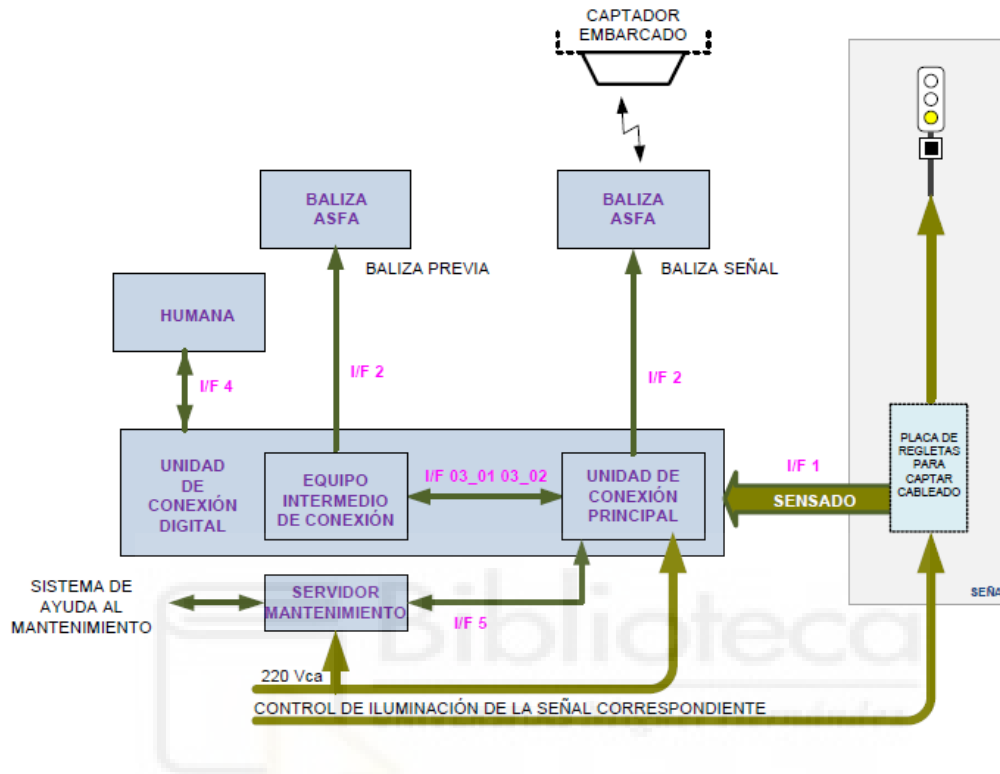 CAPTADOR
EMBARCADO
BALIZA
ASFA
BALIZA
ASFA
BALIZA PREVIA
BALIZA SEÑAL
HUMANA
I/F 4
I/F 2
I/F 2
UNIDAD
DE
CONEXIÓN
DIGITAL
EQUIPO
INTERMEDIO
DE CONEXIÓN
I/F 03_01 03_02
UNIDAD DE
CONEXIÓN
PRINCIPAL
I/F 1
SENSADO
PLACA DE
REGLETAS
PARA
CAPTAR
CABLEADO
SEÑA
SISTEMA DE
AYUDA AL
MANTENIMIENTO
SERVIDOR
MANTENIMIENTO
I/F 5
220 Vca
CONTROL DE ILUMINACIÓN DE LA SEÑAL CORRESPONDIENTE
Biblioteca